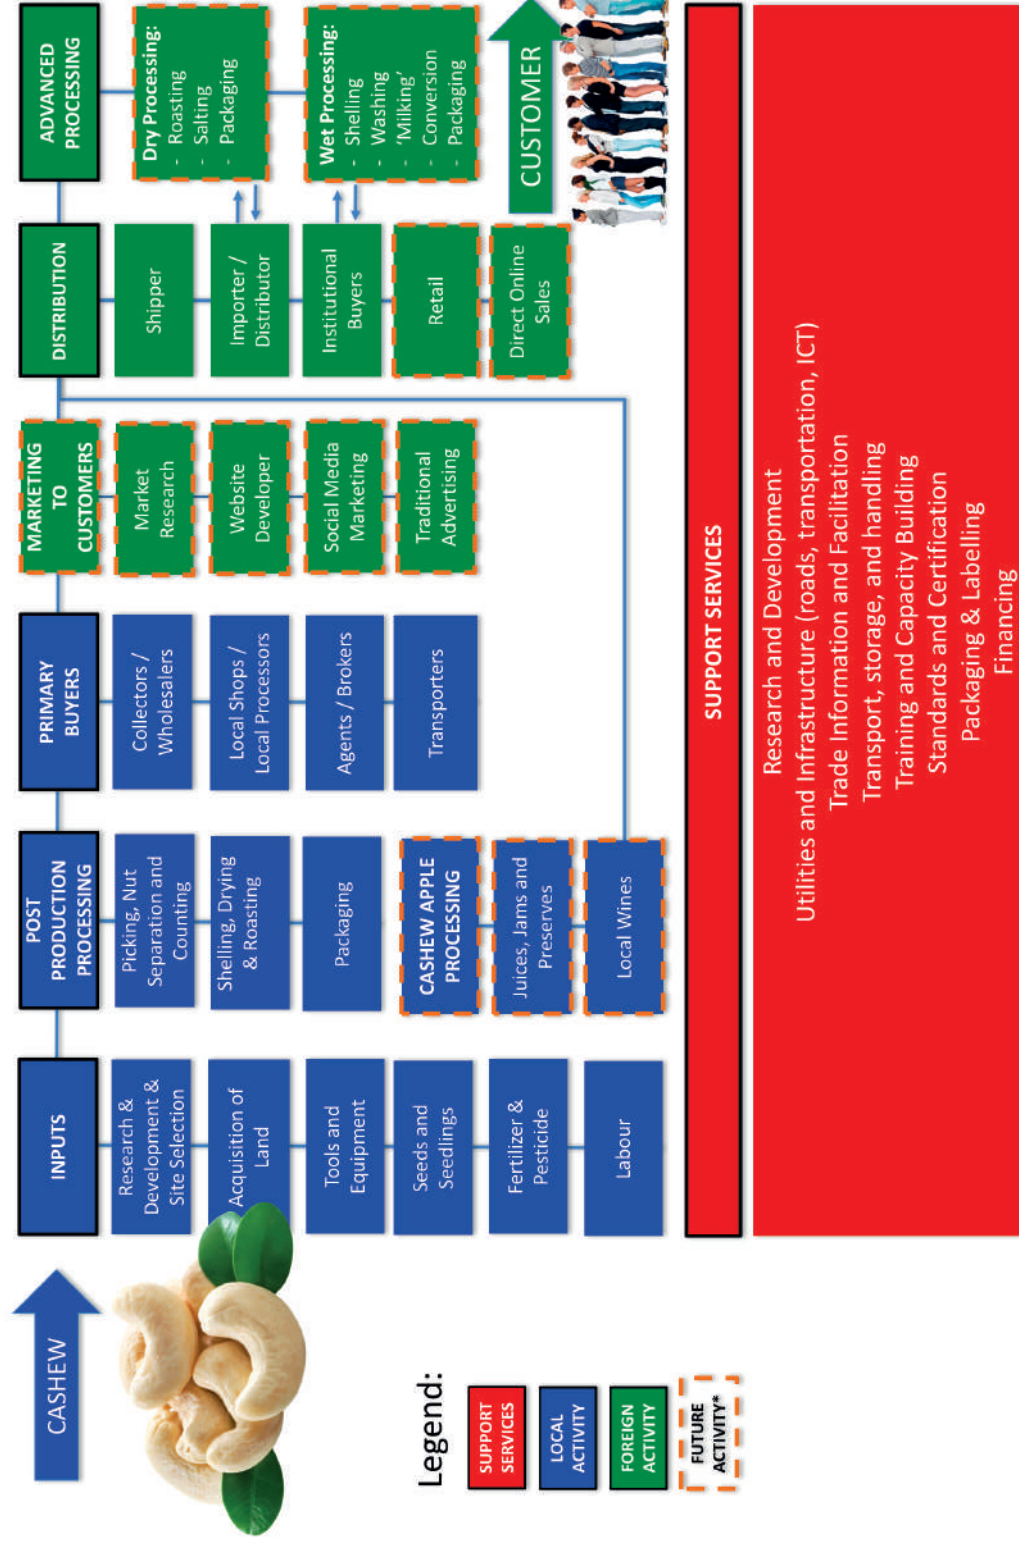 CASHEW
INPUTS
Research &
Development &
Site Selection
Acquisition of
Land
Tools and
Equipment
Seeds and
Seedlings
Fertilizer &
Pesticide
Labour
POST
PRODUCTION
PROCESSING
Picking, Nut
Separation and
Counting
Shelling, Drying
& Roasting
Packaging
CASHEW APPLE
PROCESSING
Juices, Jams and
Preserves
Local Wines
PRIMARY
BUYERS
Collectors /
Wholesalers
Local Shops /
Local Processors
Agents / Brokers
Transporters
MARKETING
TO
CUSTOMERS
Market
Research
Website
Developer
Social Media
Marketing
Traditional
Advertising
DISTRIBUTION
Shipper
Importer /
Distributor
Institutional
Buyers
Retail
Direct Online
Sales
ADVANCED
PROCESSING
Dry Processing:
- Roasting
- Salting
- Packaging
Wet Processing:
- Shelling
- Washing
- 'Milking'
- Conversion
- Packaging
CUSTOMER
SUPPORT SERVICES
Research and Development
Utilities and Infrastructure (roads, transportation, ICT)
Trade Information and Facilitation
Transport, storage, and handling
Training and Capacity Building
Standards and Certification
Packaging & Labelling
Financing
Legend:
SUPPORT
SERVICES
LOCAL
ACTIVITY
FOREIGN
ACTIVITY
FUTURE
ACTIVITY*